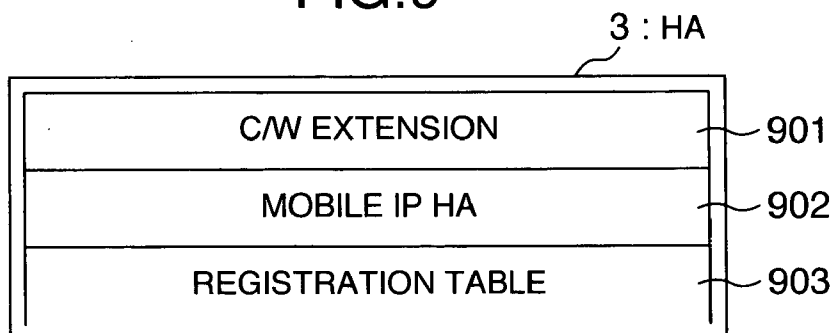 3 : HA
C/W EXTENSION
901
MOBILE IP HA
902
REGISTRATION TABLE
903